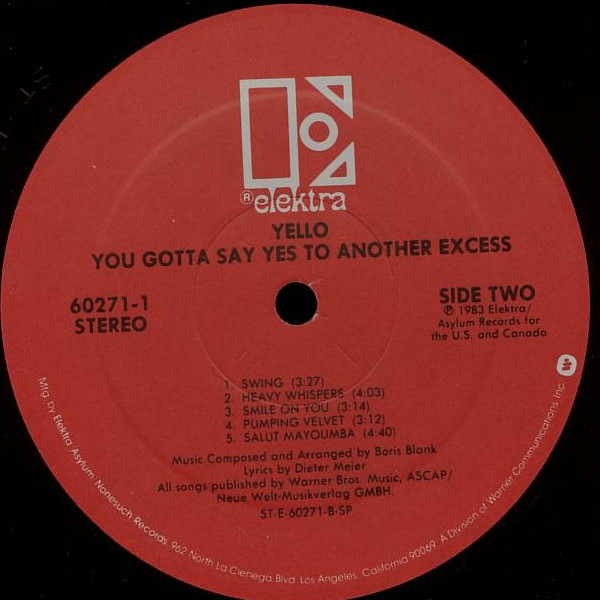 ® elektra
YELLO
YOU GOTTA SAY YES TO ANOTHER EXCESS
60271-1
STEREO
SIDE TWO
℗ 1983 Elektra/
Asylum Records for
the U.S. and Canada
1. SWING (3:27)
2. HEAVY WHISPERS (4:03)
3. SMILE ON YOU (3:14)
4. PUMPING VELVET (3:12)
5. SALUT MAYOUMBA (4:40)
Music Composed and Arranged by Boris Blank
Lyrics by Dieter Meier
All songs published by Warner Bros. Music, ASCAP/
Neue Welt-Musikverlag GMBH.
ST-E-60271-B-SP
Mfg. by Elektra Asylum Nonesuch Records, 962 North La Cienega Blvd. Los Angeles, California 90069. A Division of Warner Communications Inc.